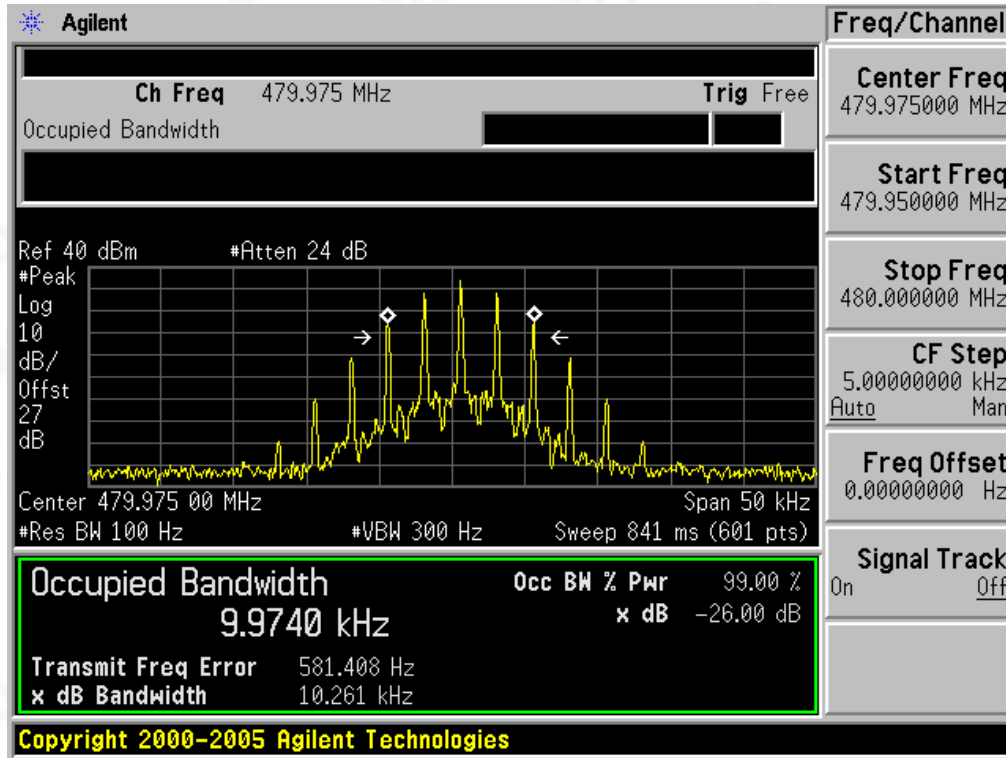 Agilent
Freq/Channel
Ch Freq 479.975 MHz Trig Free
Occupied Bandwidth
Center Freq
479.975000 MHz
Start Freq
479.950000 MHz
Stop Freq
480.000000 MHz
CF Step
5.00000000 kHz
Auto Man
Freq Offset
0.00000000 Hz
Signal Track
On Off
Ref 40 dBm #Atten 24 dB
#Peak
Log
10
dB/
Offst
27
dB
Center 479.975 00 MHz Span 50 kHz
#Res BW 100 Hz #VBW 300 Hz Sweep 841 ms (601 pts)
Occupied Bandwidth Occ BW % Pwr 99.00 %
9.9740 kHz x dB -26.00 dB
Transmit Freq Error 581.408 Hz
x dB Bandwidth 10.261 kHz
Copyright 2000-2005 Agilent Technologies